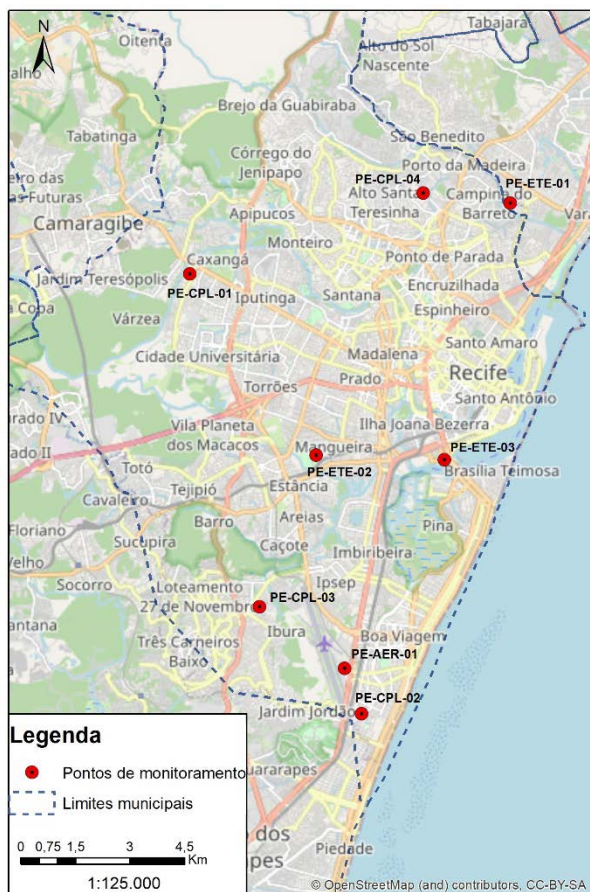 Tabajara
Oitenta
Alto do Sol
Nascente
N
Brejo da Guabiraba
Tabatinga
São Benedito
Córrego do
Jenipapo
Porto da Madeira
PE-CPL-04
PE-ETE-01
Alto Santa
Teresinha
Campina do
Barreto
as Futuras
Camaragibe
Apipucos
Monteiro
Ponto de Parada
Caxangá
Jardim Teresópolis
PE-CPL-01
Iputinga
Santana
Encruzilhada
Espinheiro
Várzea
Santo Amaro
Cidade Universitária
Madalena
Recife
Torrões
Prado
Santo Antônio
Vila Planeta
dos Macacos
Ilha Joana Bezerra
Mangueira
PE-ETE-03
PE-ETE-02
Brasília Teimosa
Totó
Estância
Cavaleiro
Tejipió
Areias
Pina
Floriano
Barro
Sucupira
Caçote
Imbiribeira
Socorro
Loteamento
27 de Novembro
Ipsep
PE-CPL-03
Três Carneiros
Baixo
Ibura
Boa Viagem
PE-AER-01
PE-CPL-02
Jardim Jordão
Legenda
Pontos de monitoramento
Limites municipais
uararapes
0 0,75 1,5 3 4,5
Km
1:125.000
dos
apes
Piedade
© OpenStreetMap (and) contributors, CC-BY-SA